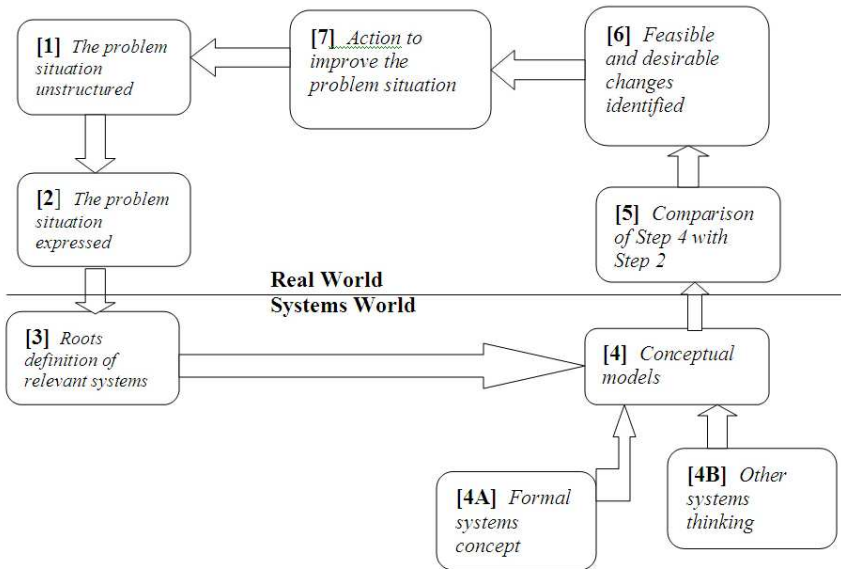 [1] The problem
situation
unstructured
[7] Action to
improve the
problem situation
[6] Feasible
and desirable
changes
identified
[2] The problem
situation
expressed
[5] Comparison
of Step 4 with
Step 2
Real World
Systems World
[3] Roots
definition of
relevant systems
[4] Conceptual
models
[4A] Formal
systems
concept
[4B] Other
systems
thinking